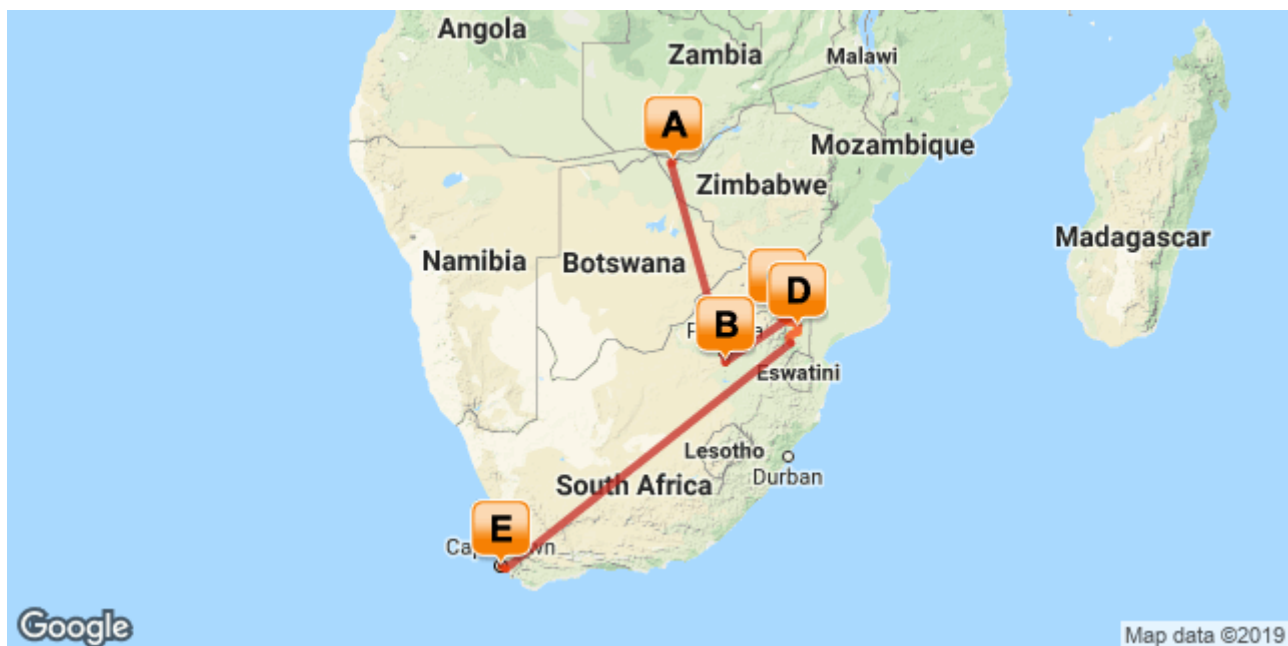 Angola
Zambia
Malawi
A
Mozambique
Zimbabwe
Madagascar
Namibia
Botswana
D
B
Eswatini
Lesotho
Durban
South Africa
E
Google
Map data ©2019